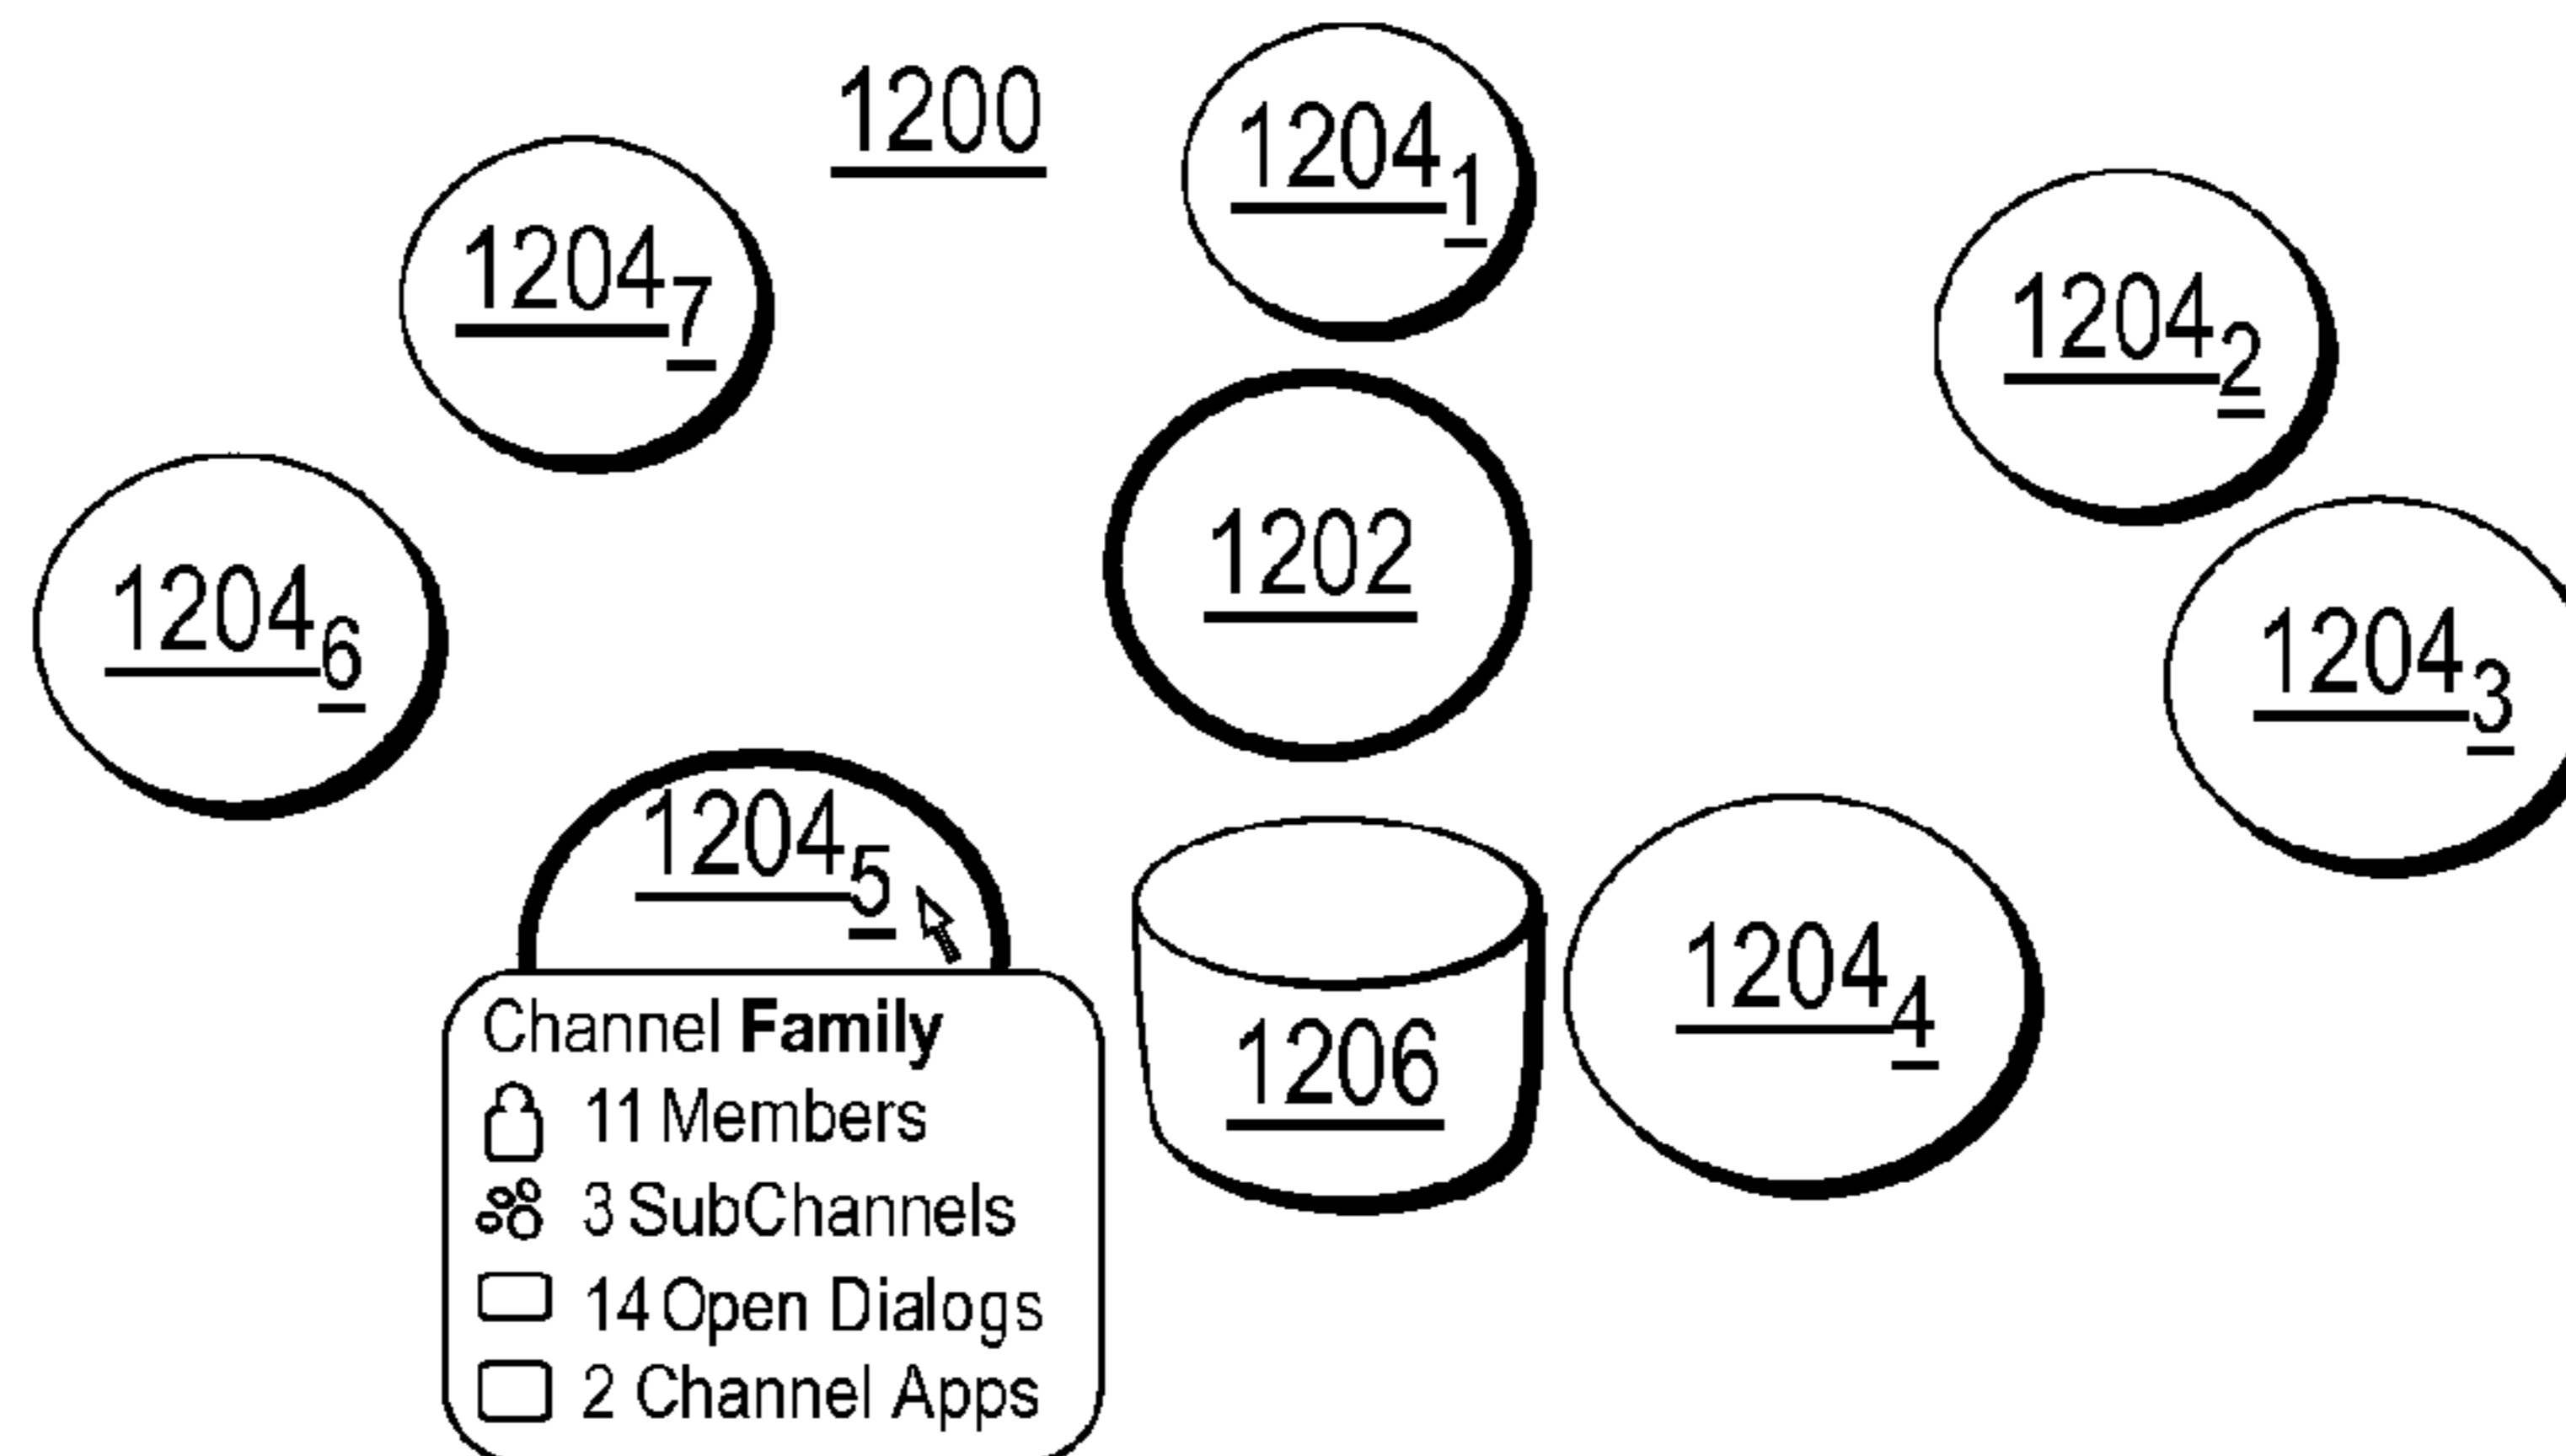 1200
1204₁
1204₇
1204₂
1202
1204₆
1204₃
1204₅
1204₄
1206
Channel Family
11 Members
3 SubChannels
14 Open Dialogs
2 Channel Apps